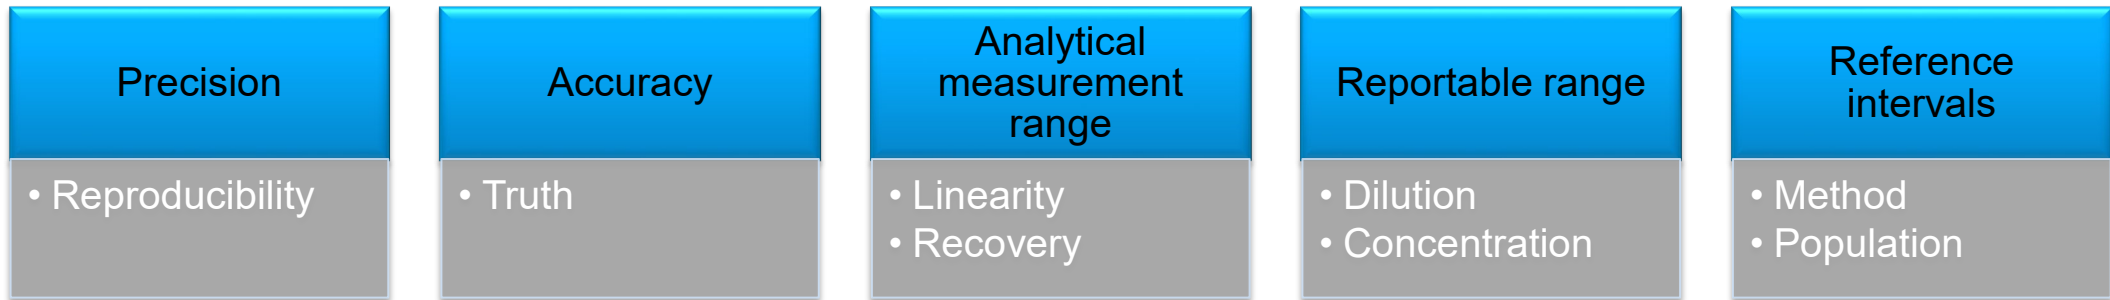 Precision
• Reproducibility
Accuracy
• Truth
Analytical
measurement
range
• Linearity
• Recovery
Reportable range
• Dilution
• Concentration
Reference
intervals
• Method
• Population